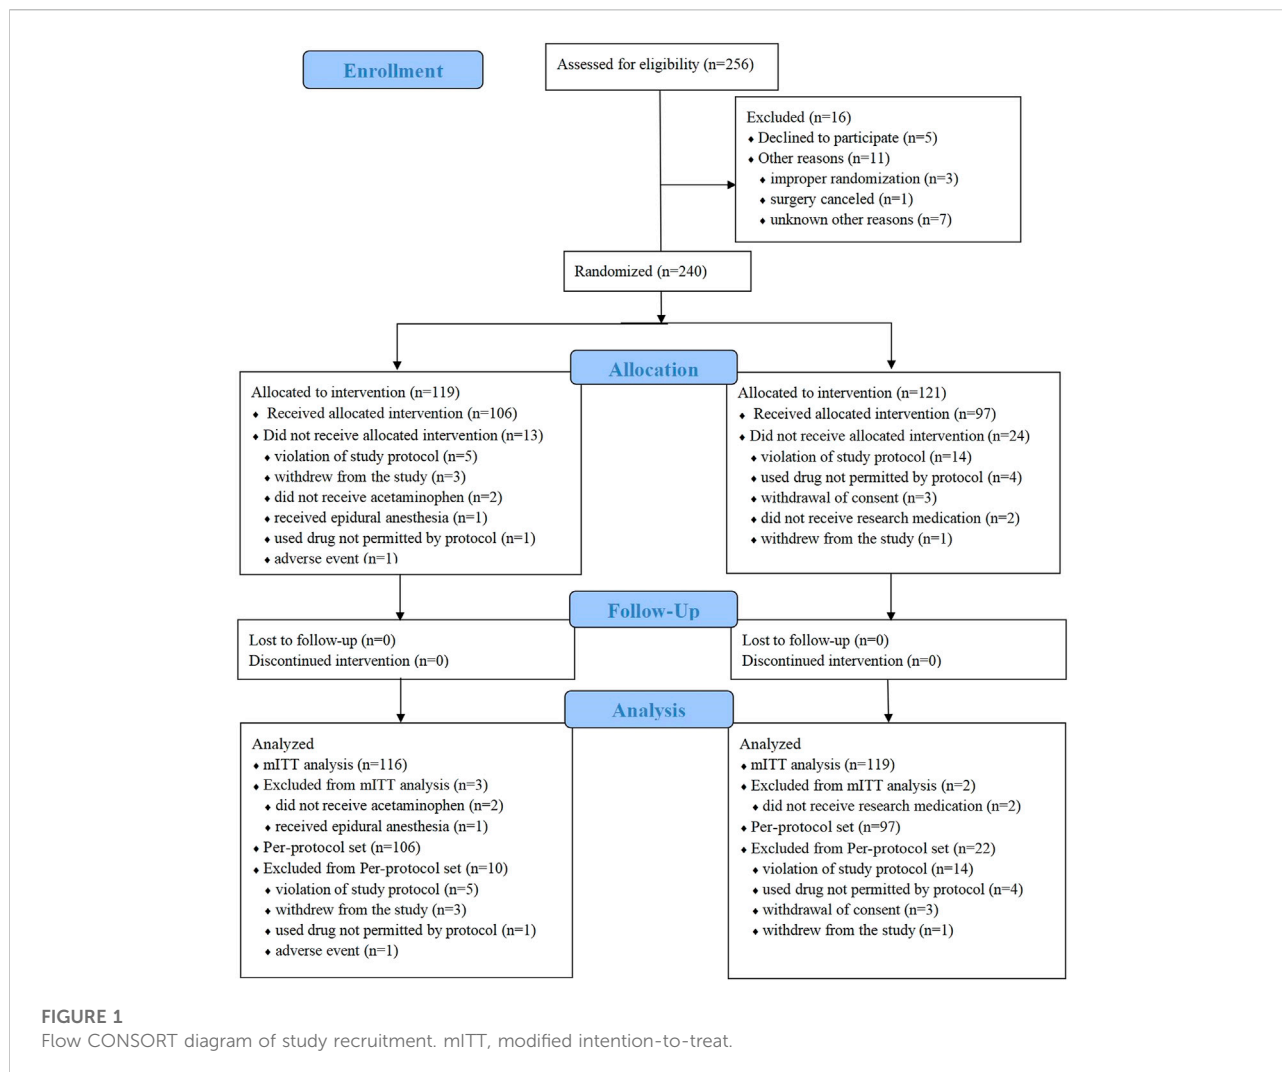 Enrollment
Assessed for eligibility (n=256)
Excluded (n=16)
♦ Declined to participate (n=5)
♦ Other reasons (n=11)
♦ improper randomization (n=3)
♦ surgery canceled (n=1)
♦ unknown other reasons (n=7)
Randomized (n=240)
Allocation
Allocated to intervention (n=119)
♦ Received allocated intervention (n=106)
♦ Did not receive allocated intervention (n=13)
♦ violation of study protocol (n=5)
♦ withdrew from the study (n=3)
♦ did not receive acetaminophen (n=2)
♦ received epidural anesthesia (n=1)
♦ used drug not permitted by protocol (n=1)
♦ adverse event (n=1)
Allocated to intervention (n=121)
♦ Received allocated intervention (n=97)
♦ Did not receive allocated intervention (n=24)
♦ violation of study protocol (n=14)
♦ used drug not permitted by protocol (n=4)
♦ withdrawal of consent (n=3)
♦ did not receive research medication (n=2)
♦ withdrew from the study (n=1)
Follow-Up
Lost to follow-up (n=0)
Discontinued intervention (n=0)
Lost to follow-up (n=0)
Discontinued intervention (n=0)
Analysis
Analyzed
♦ mITT analysis (n=116)
♦ Excluded from mITT analysis (n=3)
♦ did not receive acetaminophen (n=2)
♦ received epidural anesthesia (n=1)
♦ Per-protocol set (n=106)
♦ Excluded from Per-protocol set (n=10)
♦ violation of study protocol (n=5)
♦ withdrew from the study (n=3)
♦ used drug not permitted by protocol (n=1)
♦ adverse event (n=1)
Analyzed
♦ mITT analysis (n=119)
♦ Excluded from mITT analysis (n=2)
♦ did not receive research medication (n=2)
♦ Per-protocol set (n=97)
♦ Excluded from Per-protocol set (n=22)
♦ violation of study protocol (n=14)
♦ used drug not permitted by protocol (n=4)
♦ withdrawal of consent (n=3)
♦ withdrew from the study (n=1)
FIGURE 1
Flow CONSORT diagram of study recruitment. mITT, modified intention-to-treat.